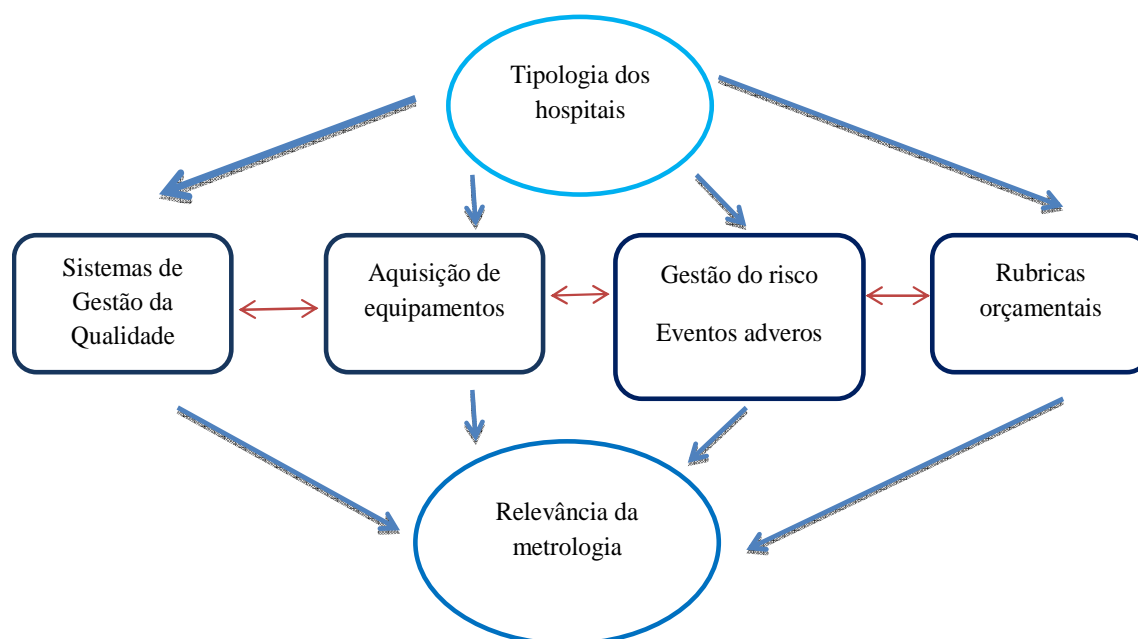 Tipologia dos
hospitais
Sistemas de
Gestão da
Qualidade
Aquisição de
equipamentos
Gestão do risco
Eventos adveros
Rubricas
orçamentais
Relevância da
metrologia